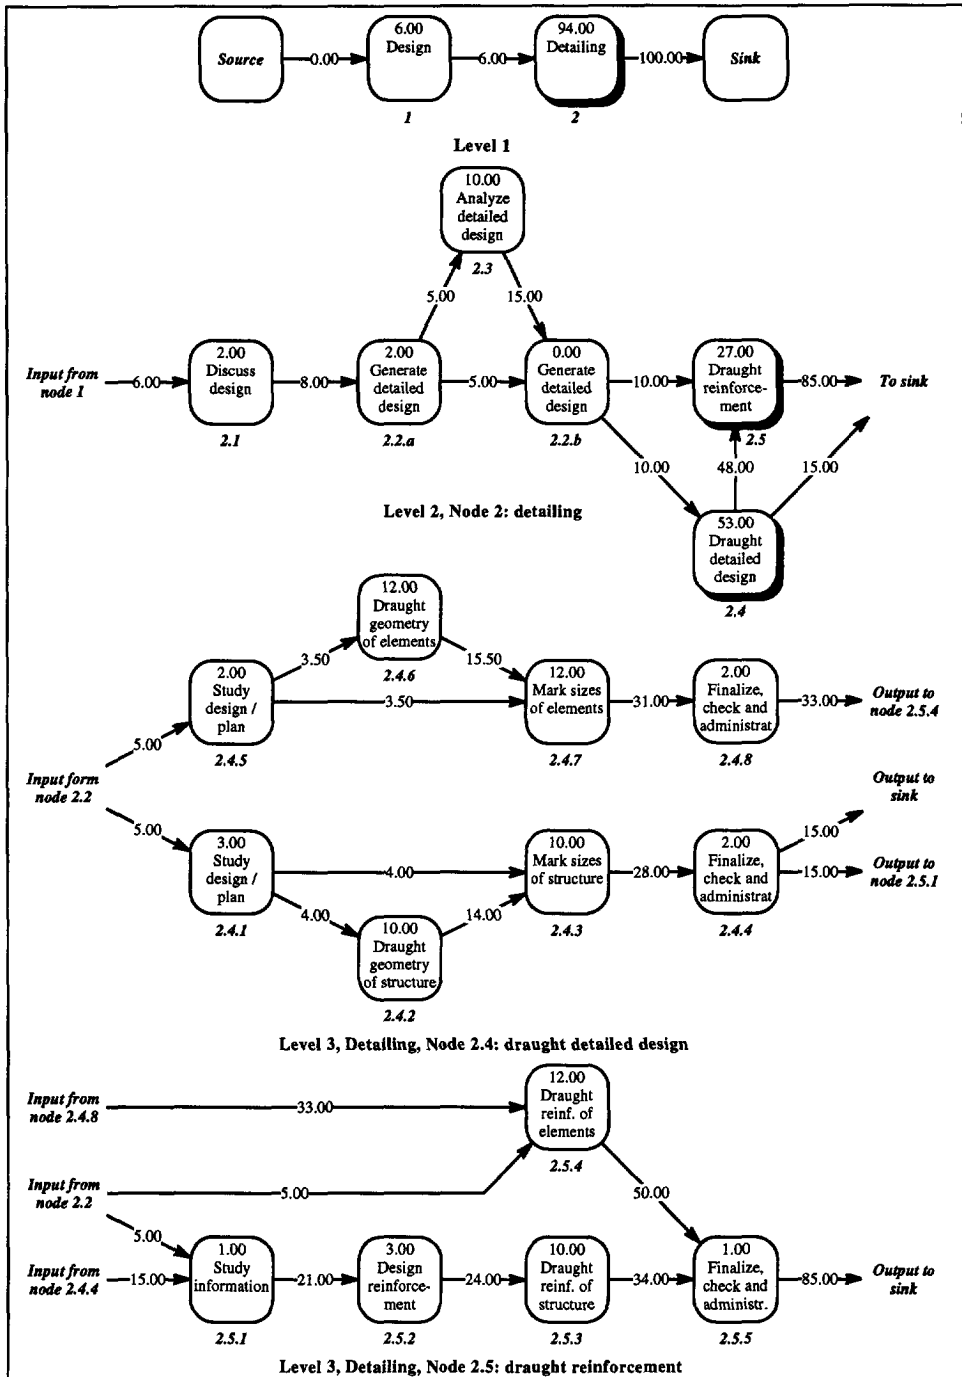 6.00
Design
94.00
Detailing
Source
0.00
6.00
100.00
Sink
1
2
Level 1
10.00
Analyze
detailed
design
2.3
5.00
15.00
2.00
Discuss
design
2.00
Generate
detailed
design
0.00
Generate
detailed
design
27.00
Draught
reinforce-
ment
Input from
node 1
6.00
8.00
5.00
10.00
85.00
To sink
2.1
2.2.a
2.2.b
2.5
10.00
48.00
15.00
Level 2, Node 2: detailing
53.00
Draught
detailed
design
2.4
12.00
Draught
geometry
of elements
2.4.6
3.50
15.50
2.00
Study
design /
plan
3.50
12.00
Mark sizes
of elements
31.00
2.00
Finalize,
check and
administrat
33.00
Output to
node 2.5.4
2.4.5
2.4.7
2.4.8
5.00
Input form
node 2.2
5.00
Output to
sink
15.00
3.00
Study
design /
plan
4.00
10.00
Mark sizes
of structure
28.00
2.00
Finalize,
check and
administrat
15.00
Output to
node 2.5.1
2.4.1
4.00
14.00
2.4.3
2.4.4
10.00
Draught
geometry
of structure
2.4.2
Level 3, Detailing, Node 2.4: draught detailed design
Input from
node 2.4.8
33.00
12.00
Draught
reinf. of
elements
2.5.4
Input from
node 2.2
5.00
50.00
5.00
Input from
node 2.4.4
15.00
1.00
Study
information
21.00
3.00
Design
reinforce-
ment
24.00
10.00
Draught
reinf. of
structure
34.00
1.00
Finalize,
check and
administr.
85.00
Output to
sink
2.5.1
2.5.2
2.5.3
2.5.5
Level 3, Detailing, Node 2.5: draught reinforcement